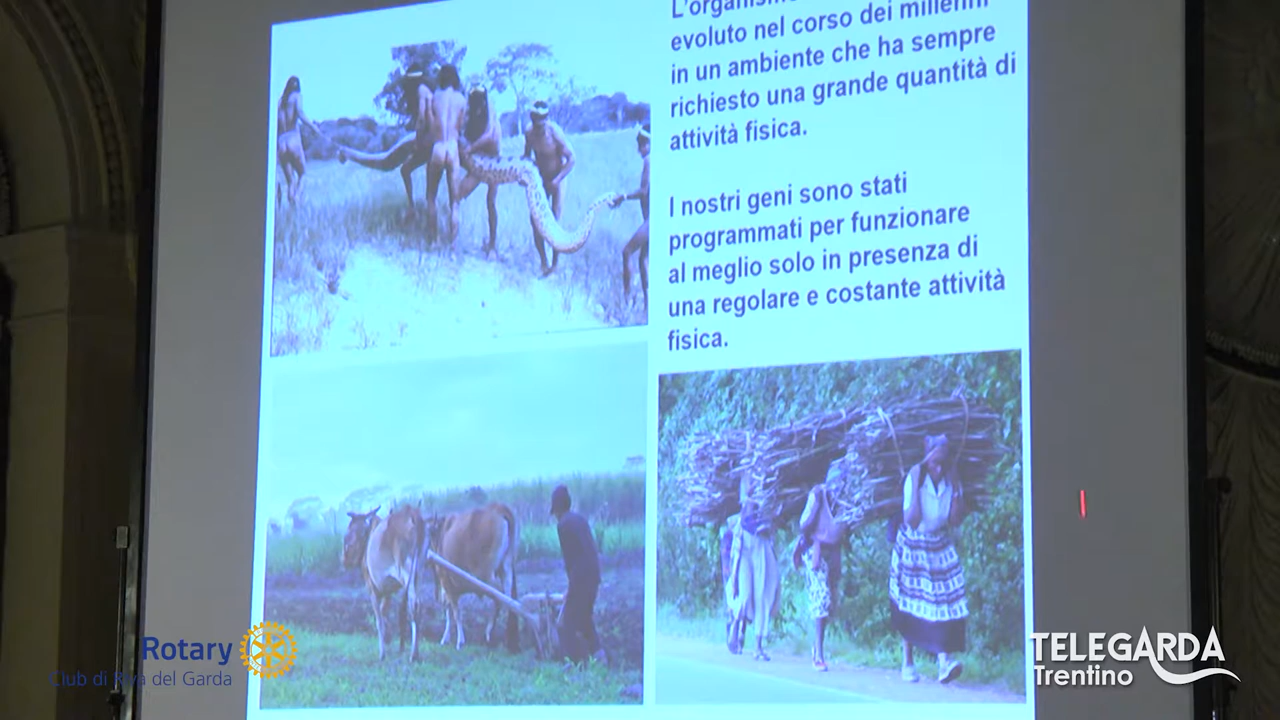 L'organismo
evoluto nel corso dei millenni
in un ambiente che ha sempre
richiesto una grande quantità di
attività fisica.
I nostri geni sono stati
programmati per funzionare
al meglio solo in presenza di
una regolare e costante attività
fisica.
Rotary
Club di Riva del Garda
TELEGARDA
Trentino